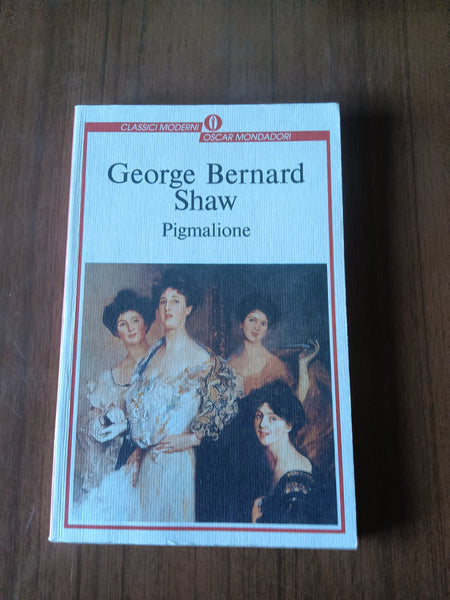 CLASSICI MODERNI
OSCAR MONDADORI
George Bernard
Shaw
Pigmalione